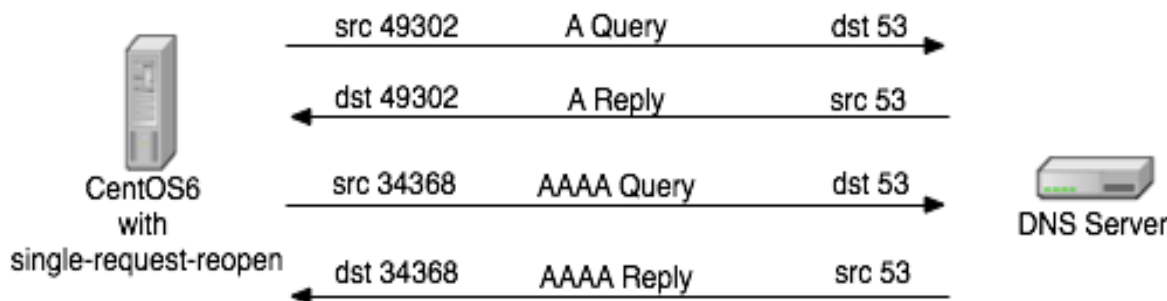 src 49302 A Query dst 53
dst 49302 A Reply src 53
CentOS6
with
single-request-reopen
src 34368 AAAA Query dst 53
DNS Server
dst 34368 AAAA Reply src 53